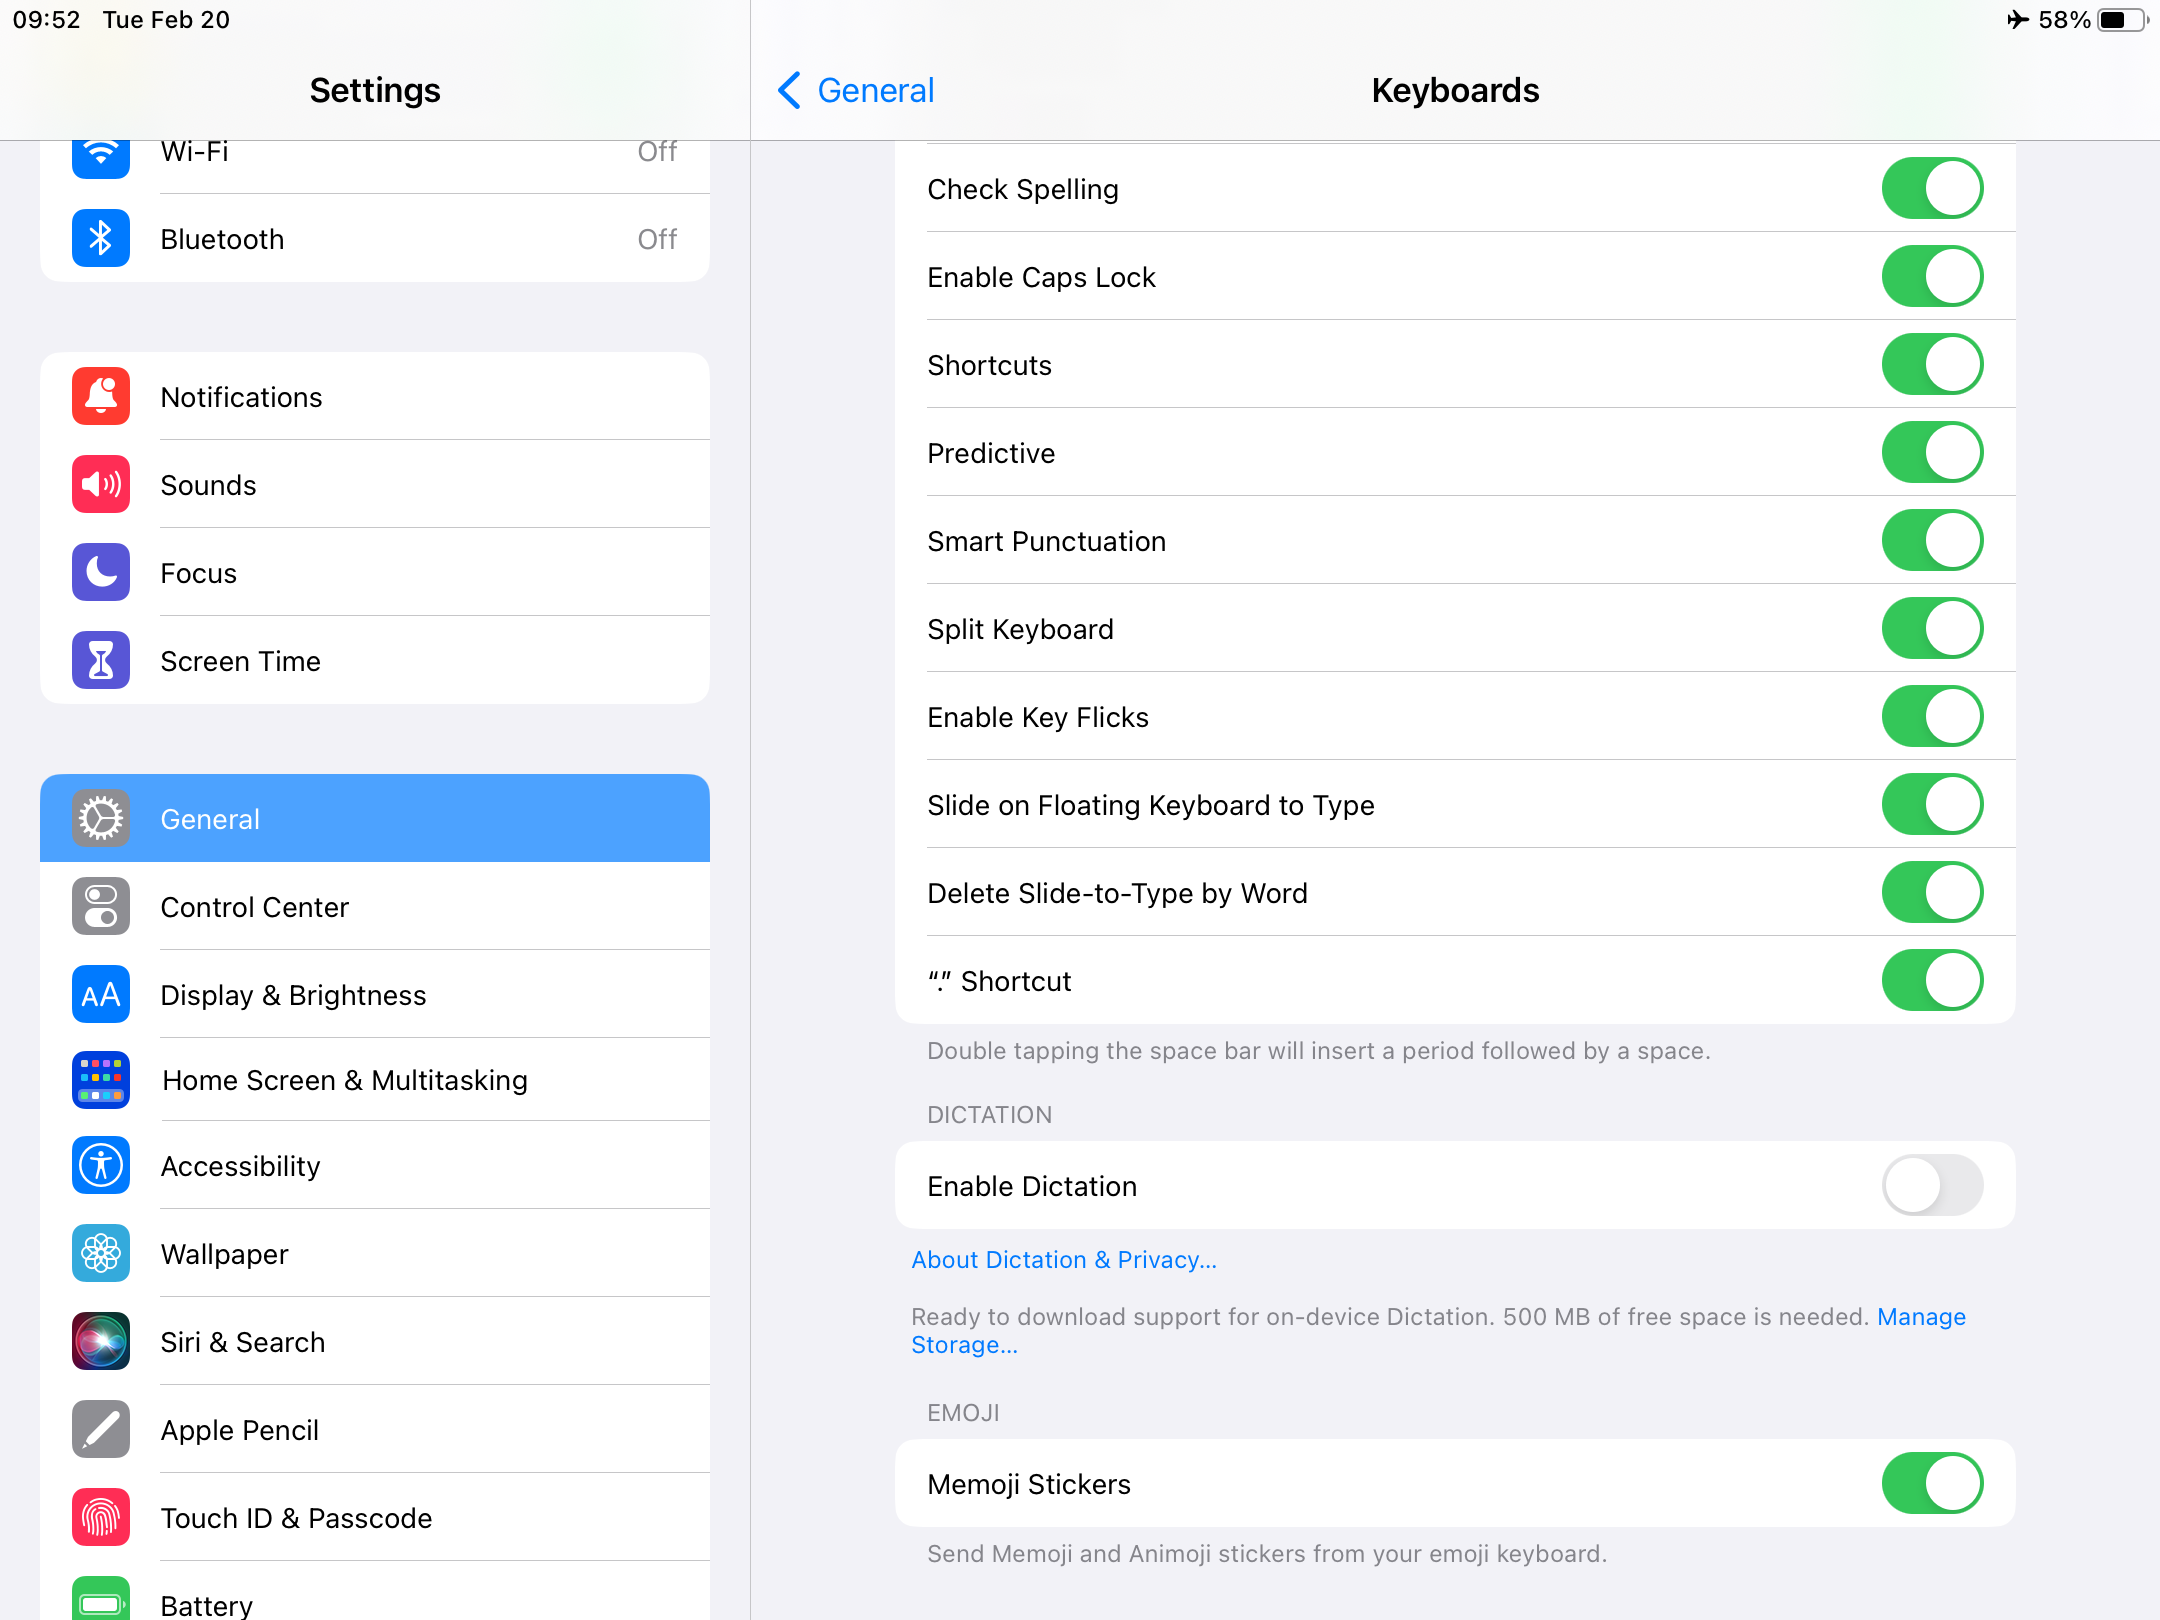 09:52 Tue Feb 20
58%
Settings
Wi-Fi Off
Bluetooth Off
Notifications
Sounds
Focus
Screen Time
General
Control Center
AA Display & Brightness
Home Screen & Multitasking
Accessibility
Wallpaper
Siri & Search
Apple Pencil
Touch ID & Passcode
Battery
General
Keyboards
Check Spelling
Enable Caps Lock
Shortcuts
Predictive
Smart Punctuation
Split Keyboard
Enable Key Flicks
Slide on Floating Keyboard to Type
Delete Slide-to-Type by Word
“.” Shortcut
Double tapping the space bar will insert a period followed by a space.
DICTATION
Enable Dictation
About Dictation & Privacy...
Ready to download support for on-device Dictation. 500 MB of free space is needed. Manage
Storage...
EMOJI
Memoji Stickers
Send Memoji and Animoji stickers from your emoji keyboard.